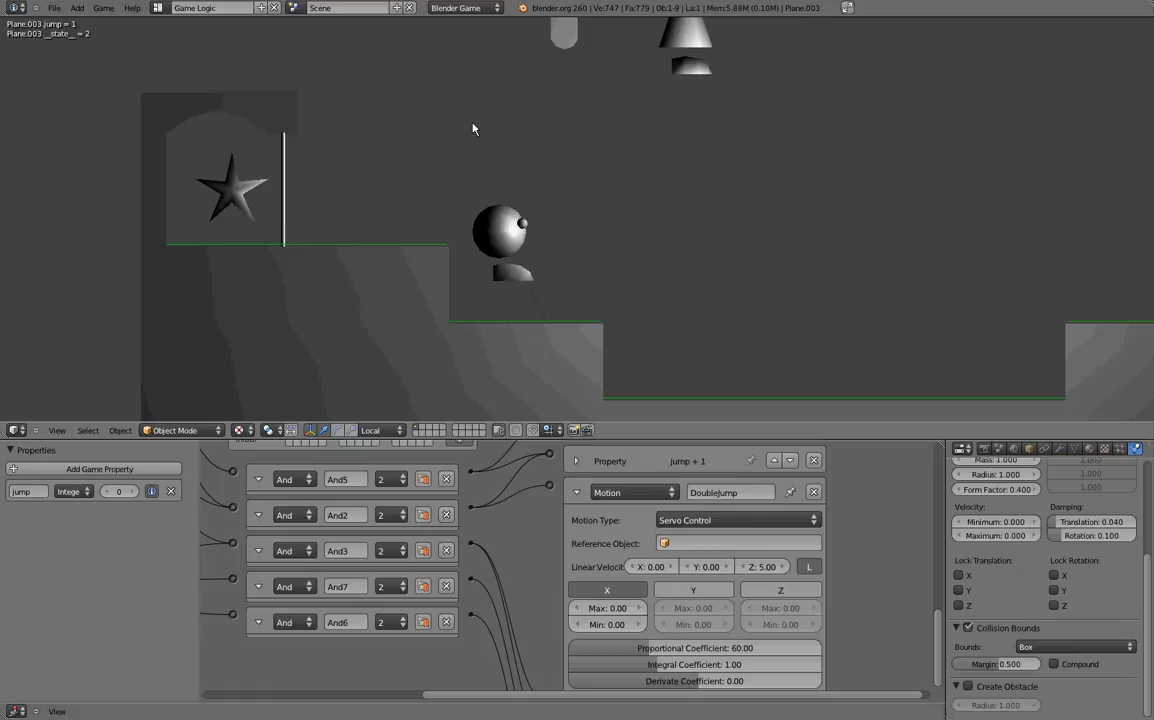 File Add Game Help Game Logic Scene Blender Game blender.org 260 | Ve:747 | Fa:779 | Ob:1-9 | La:1 | Mem:5.88M (0.10M) | Plane.003
Plane.003.jump = 1
Plane.003.__state__ = 2
View Select Object Object Mode Local
Properties
Add Game Property
jump Intege 0
And And5 2
And And2 2
And And3 2
And And7 2
And And6 2
View
Property jump + 1
Motion DoubleJump
Motion Type: Servo Control
Reference Object:
Linear Velocit X: 0.00 Y: 0.00 Z: 5.00 L
X Y Z
Max: 0.00 Max: 0.00 Max: 0.00
Min: 0.00 Min: 0.00 Min: 0.00
Proportional Coefficient: 60.00
Integral Coefficient: 1.00
Derivate Coefficient: 0.00
Mass: 1.000 1.000
Radius: 1.000 1.000
Form Factor: 0.400 1.000
Velocity: Damping:
Minimum: 0.000 Translation: 0.040
Maximum: 0.000 Rotation: 0.100
Lock Translation: Lock Rotation:
X X
Y Y
Z Z
Collision Bounds
Bounds: Box
Margin: 0.500 Compound
Create Obstacle
Radius: 1.000